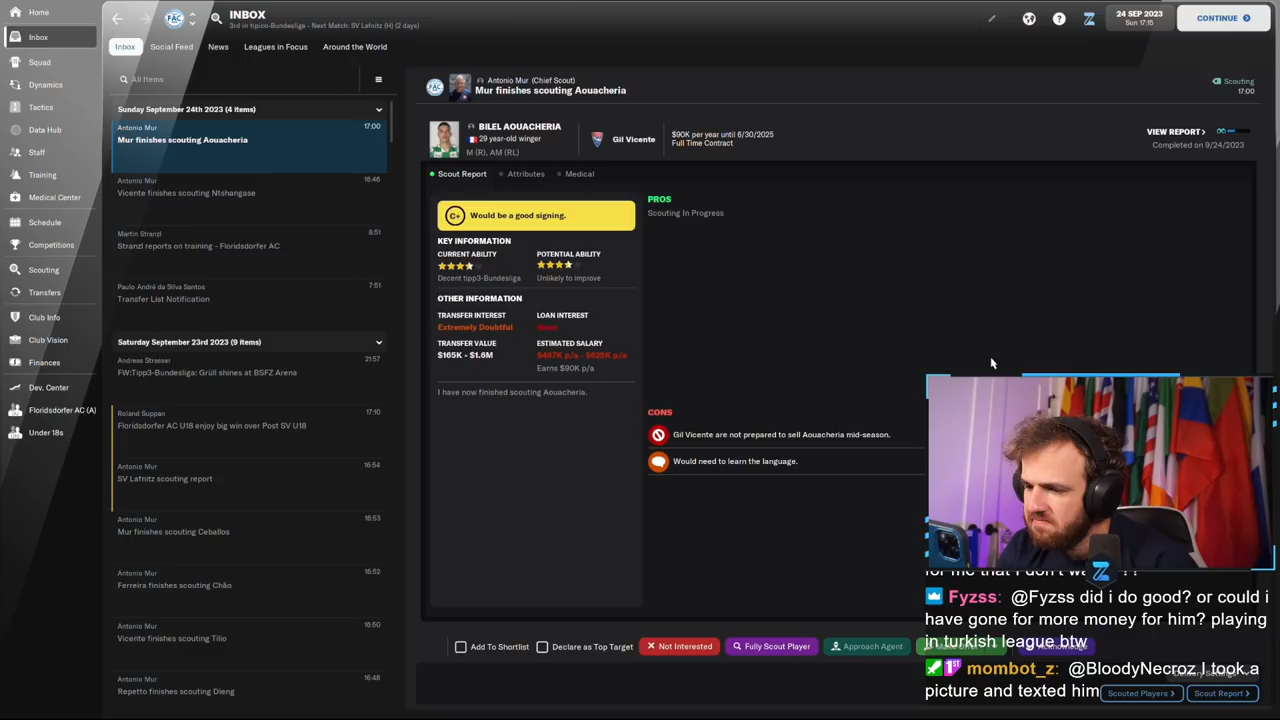 Home
Inbox
Squad
Dynamics
Tactics
Data Hub
Staff
Training
Medical Center
Schedule
Competitions
Scouting
Transfers
Club Info
Club Vision
Finances
Dev. Center
Floridsdorfer AC (A)
Under 18s
FAC
INBOX
3rd in tipico-Bundesliga - Next Match: SV Lafnitz (H) (2 days)
24 SEP 2023
Sun 17:15
CONTINUE
Inbox
Social Feed
News
Leagues in Focus
Around the World
All Items
Sunday September 24th 2023 (4 items)
Antonio Mur 17:00
Mur finishes scouting Aouacheria
Antonio Mur 16:46
Vicente finishes scouting Ntshangase
Martin Stranzl 8:51
Stranzl reports on training - Floridsdorfer AC
Paulo André da Silva Santos 7:51
Transfer List Notification
Saturday September 23rd 2023 (9 items)
Andreas Strasser 21:57
FW:Tipp3-Bundesliga: Grüll shines at BSFZ Arena
Roland Suppan 17:10
Floridsdorfer AC U18 enjoy big win over Post SV U18
Antonio Mur 16:54
SV Lafnitz scouting report
Antonio Mur 16:53
Mur finishes scouting Ceballos
Antonio Mur 16:52
Ferreira finishes scouting Chão
Antonio Mur 16:50
Vicente finishes scouting Tílio
Antonio Mur 16:48
Repetto finishes scouting Dieng
FAC
Antonio Mur (Chief Scout)
Mur finishes scouting Aouacheria
Scouting
17:00
BILEL AOUACHERIA
29 year-old winger
M (R), AM (RL)
Gil Vicente
$90K per year until 6/30/2025
Full Time Contract
VIEW REPORT
Completed on 9/24/2023
Scout Report
Attributes
Medical
C+
Would be a good signing.
KEY INFORMATION
CURRENT ABILITY
POTENTIAL ABILITY
Decent tipp3-Bundesliga
Unlikely to improve
OTHER INFORMATION
TRANSFER INTEREST
LOAN INTEREST
Extremely Doubtful
TRANSFER VALUE
ESTIMATED SALARY
$165K - $1.6M
Earns $90K p/a
I have now finished scouting Aouacheria.
PROS
Scouting In Progress
CONS
Gil Vicente are not prepared to sell Aouacheria mid-season.
Would need to learn the language.
Add To Shortlist
Declare as Top Target
Not Interested
Fully Scout Player
Approach Agent
Scouted Players
Scout Report
Fyzss: @Fyzss did i do good? or could i
have gone for more money for him? playing
in turkish league btw
1st
mombot_z: @BloodyNecroz I took a
picture and texted him